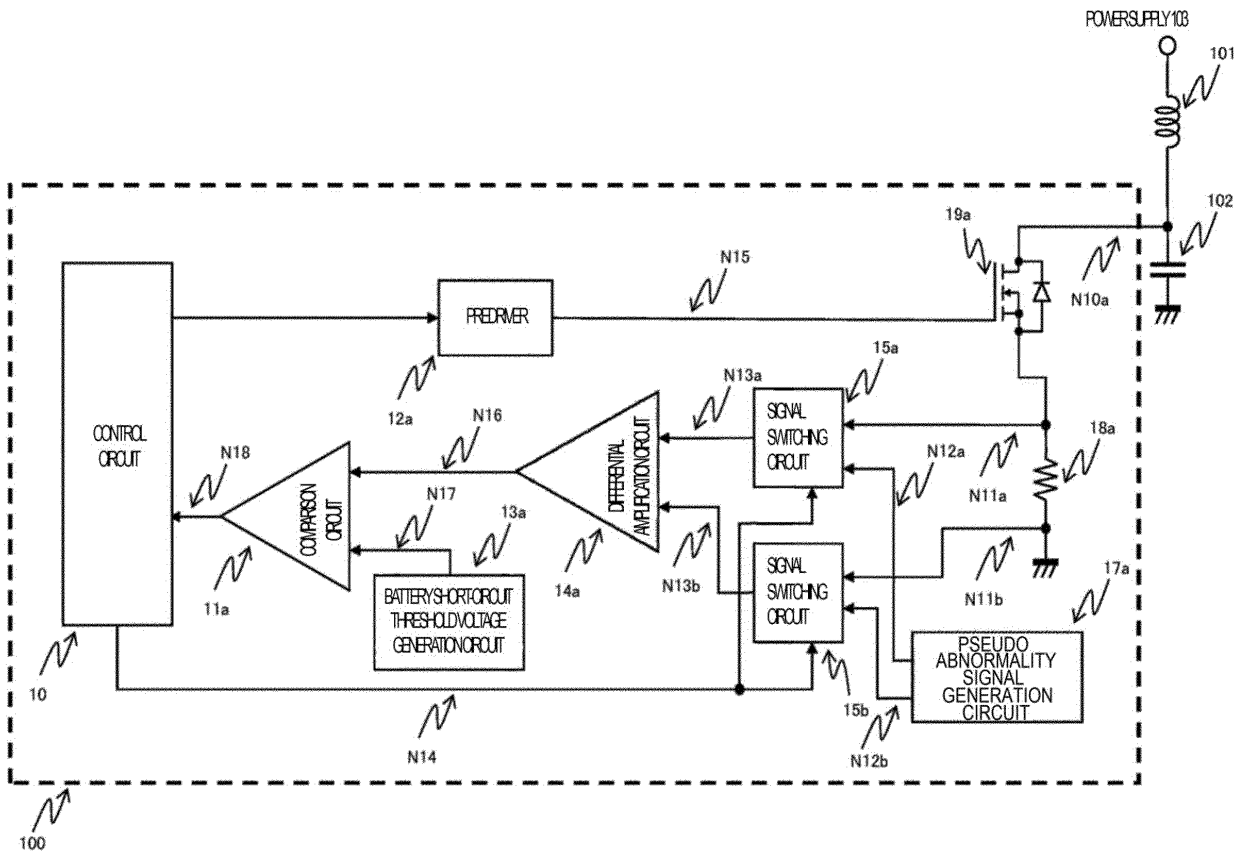 POWER SUPPLY 103
101
102
19a
N10a
N15
PREDRIVER
12a
15a
N13a
SIGNAL
SWITCHING
CIRCUIT
N12a
N11a
18a
N16
DIFFERENTIAL
AMPLIFICATION CIRCUIT
CONTROL
CIRCUIT
N18
COMPARISON
CIRCUIT
N17
13a
14a
N13b
11a
BATTERY SHORT-CIRCUIT
THRESHOLD VOLTAGE
GENERATION CIRCUIT
SIGNAL
SWITCHING
CIRCUIT
N11b
17a
PSEUDO
ABNORMALITY
SIGNAL
GENERATION
CIRCUIT
10
15b
N14
N12b
100